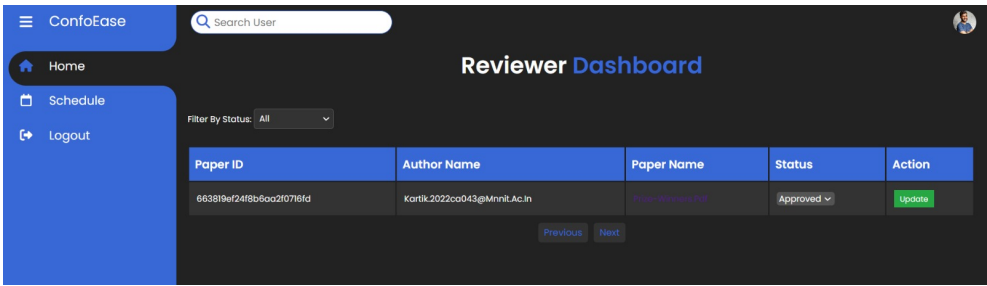 ConfoEase
Search User
Home
Schedule
Logout
Reviewer Dashboard
Filter By Status: All
Paper ID Author Name Paper Name Status Action
663819ef24f8b6aa2f0716fd Kartik.2022ca043@Mnnit.Ac.In Approved Update
Previous Next